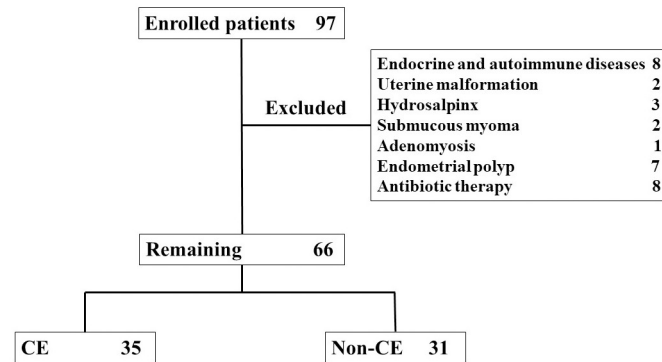 Enrolled patients 97
Excluded
Endocrine and autoimmune diseases 8
Uterine malformation 2
Hydrosalpinx 3
Submucous myoma 2
Adenomyosis 1
Endometrial polyp 7
Antibiotic therapy 8
Remaining 66
CE 35
Non-CE 31